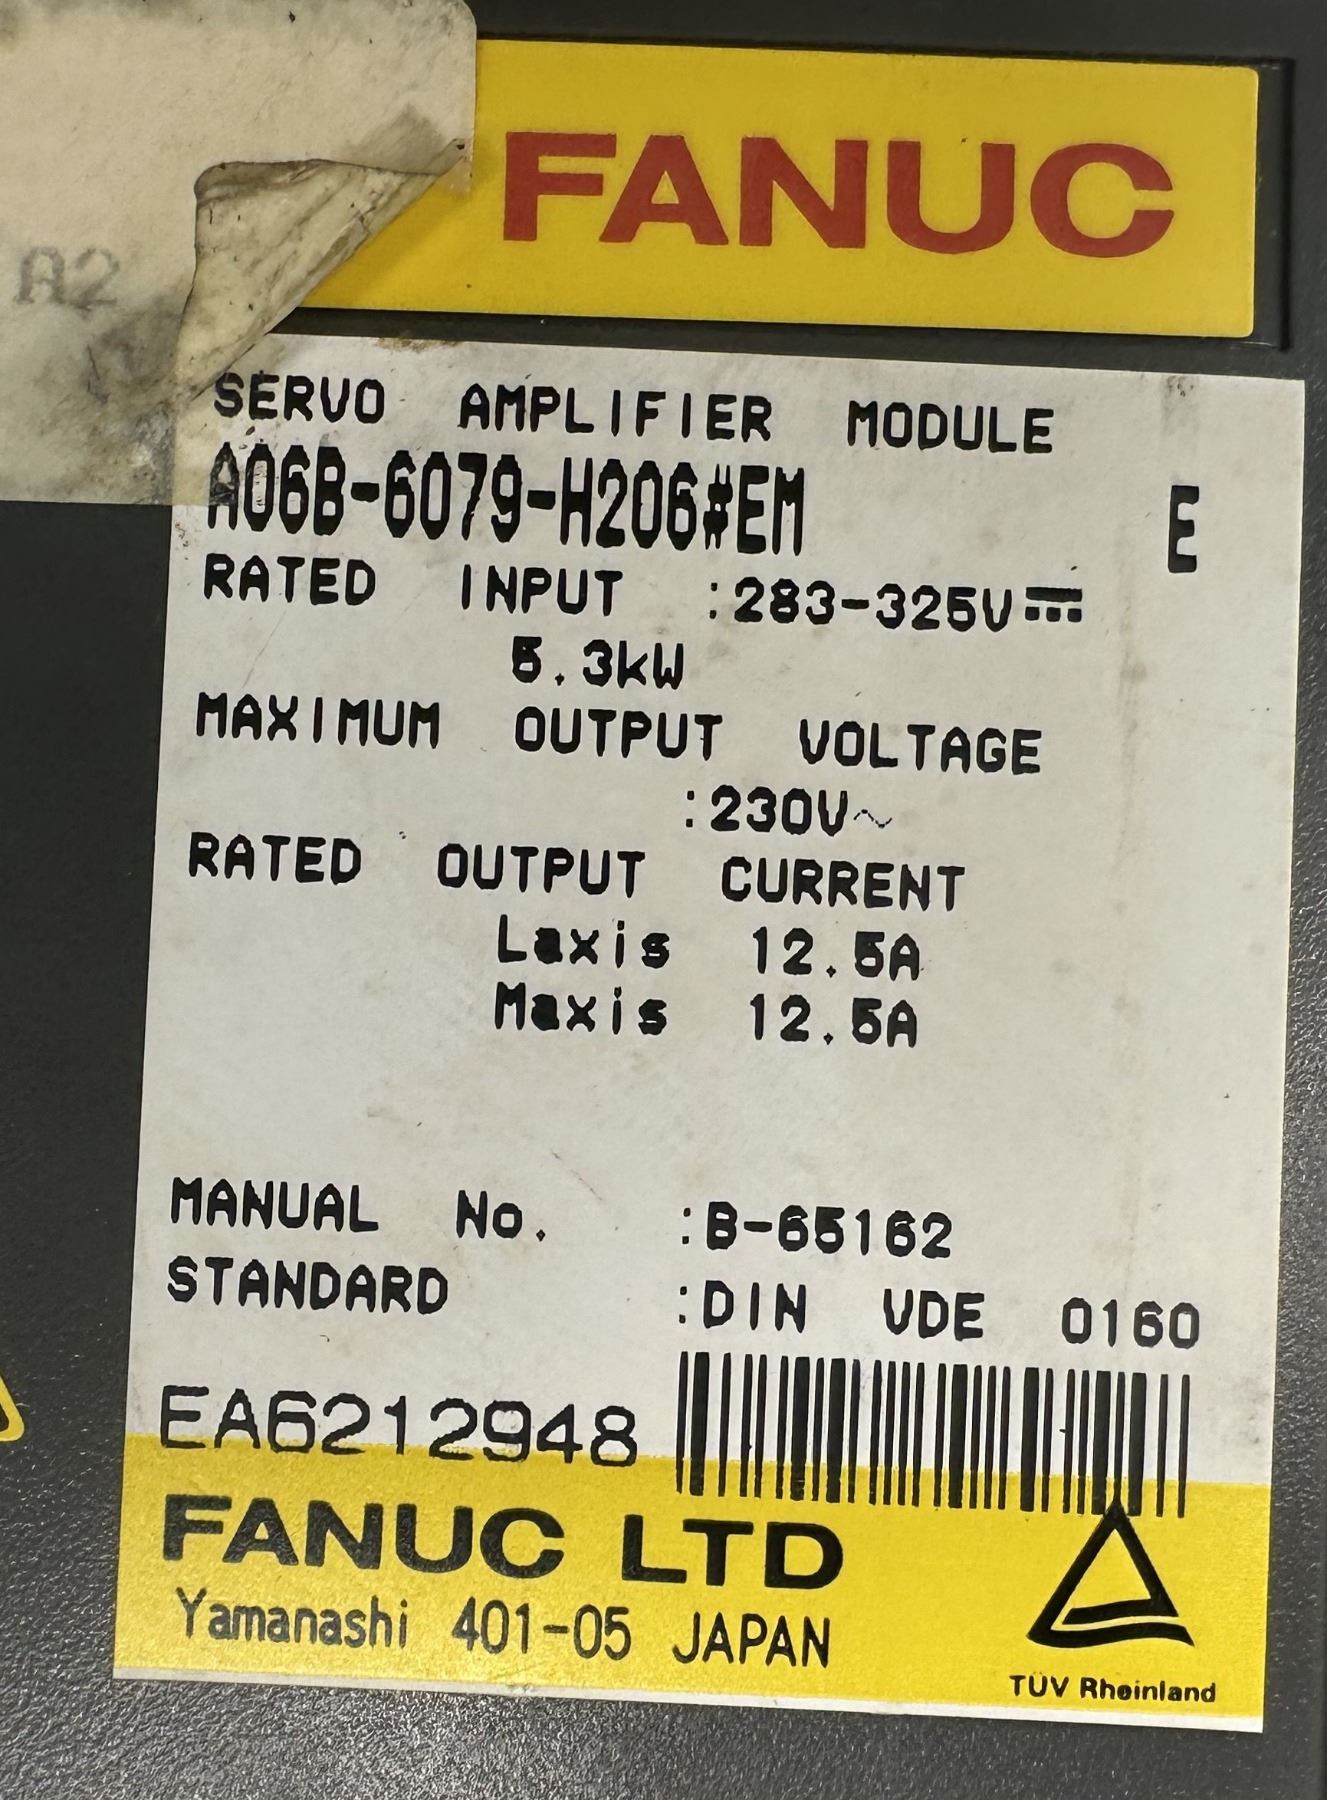 FANUC
A2
SERVO AMPLIFIER MODULE
A06B-6079-H206#EM E
RATED INPUT :283-325V⎓
5.3kW
MAXIMUM OUTPUT VOLTAGE
:230V~
RATED OUTPUT CURRENT
Laxis 12.5A
Maxis 12.5A
MANUAL No. :B-65162
STANDARD :DIN VDE 0160
EA6212948
FANUC LTD
Yamanashi 401-05 JAPAN
TÜV Rheinland